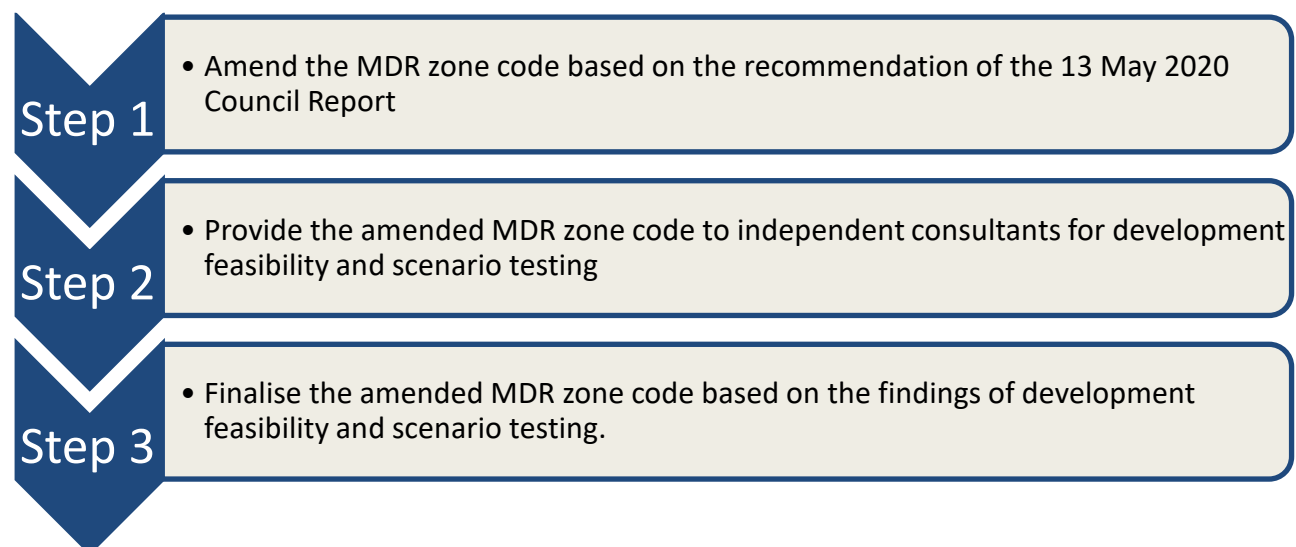 Step 1
• Amend the MDR zone code based on the recommendation of the 13 May 2020
Council Report
Step 2
• Provide the amended MDR zone code to independent consultants for development
feasibility and scenario testing
Step 3
• Finalise the amended MDR zone code based on the findings of development
feasibility and scenario testing.